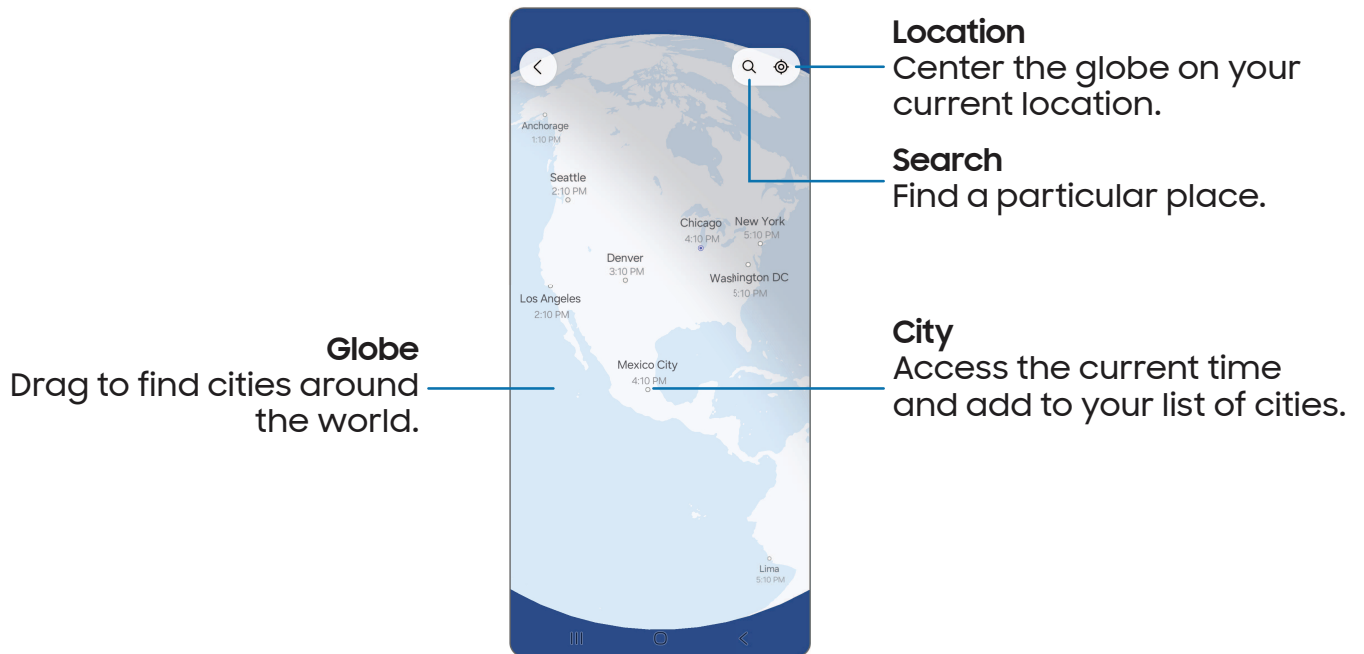 Location
Center the globe on your
current location.
Search
Find a particular place.
Anchorage
1:10 PM
Seattle
2:10 PM
Chicago
4:10 PM
New York
5:10 PM
Denver
3:10 PM
Washington DC
5:10 PM
Los Angeles
2:10 PM
Globe
Drag to find cities around
the world.
Mexico City
4:10 PM
City
Access the current time
and add to your list of cities.
Lima
5:10 PM